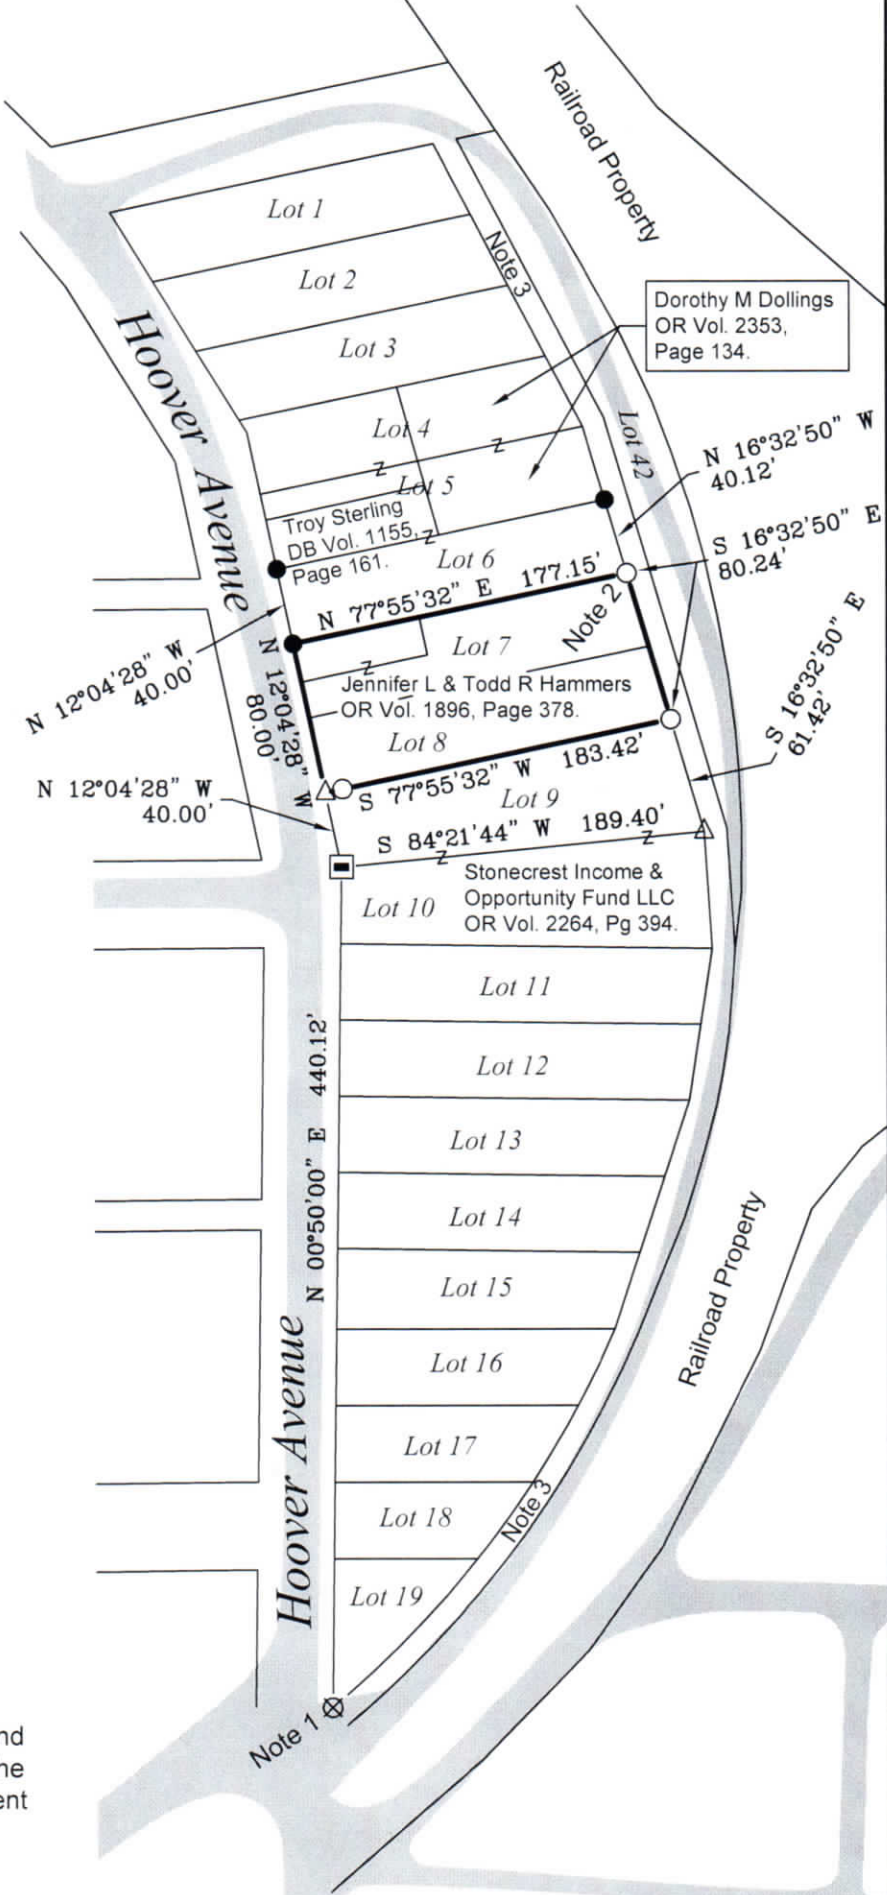 Railroad Property
Lot 1
Lot 2
Note 3
Dorothy M Dollings
OR Vol. 2353,
Page 134.
Hoover Avenue
Lot 3
Lot 4
Lot 42
N 16°32'50" W
40.12'
Z
Z
Lot 5
Troy Sterling
DB Vol. 1155,
Page 161.
Z
Lot 6
S 16°32'50" E
80.24'
N 77°55'32" E 177.15'
Note 2
N 12°04'28" W
40.00'
N 12°04'28" W
80.00'
Lot 7
Z
Jennifer L & Todd R Hammers
OR Vol. 1896, Page 378.
S 16°32'50" E
61.42'
Lot 8
S 77°55'32" W 183.42'
N 12°04'28" W
40.00'
Lot 9
S 84°21'44" W 189.40'
Z
Z
Stonecrest Income &
Opportunity Fund LLC
OR Vol. 2264, Pg 394.
Lot 10
Lot 11
N 00°50'00" E 440.12'
Lot 12
Lot 13
Lot 14
Lot 15
Railroad Property
Lot 16
Hoover Avenue
Lot 17
Note 3
Lot 18
Lot 19
Note 1
nd
ne
ent